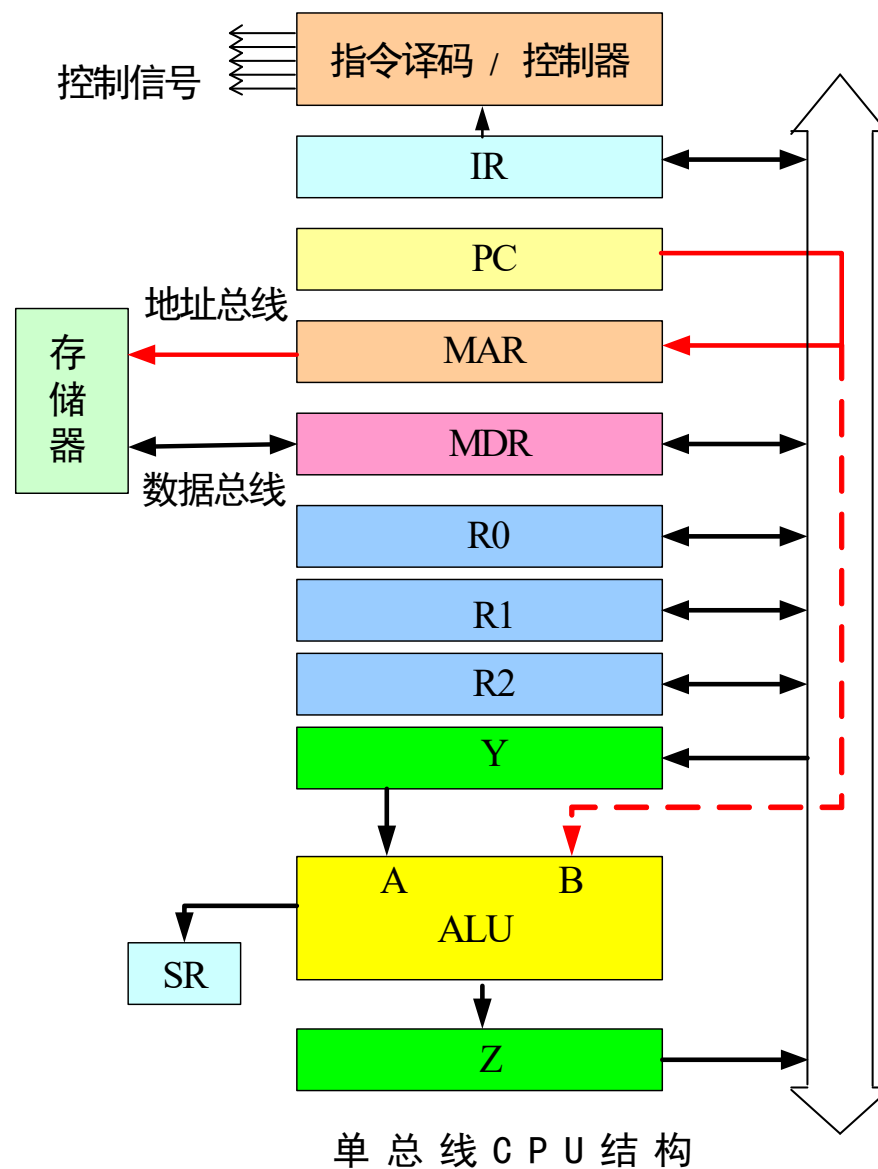 指令译码 / 控制器
控制信号
IR
PC
地址总线
MAR
存储器
MDR
数据总线
R0
R1
R2
Y
A B
ALU
SR
Z
单总线CPU结构